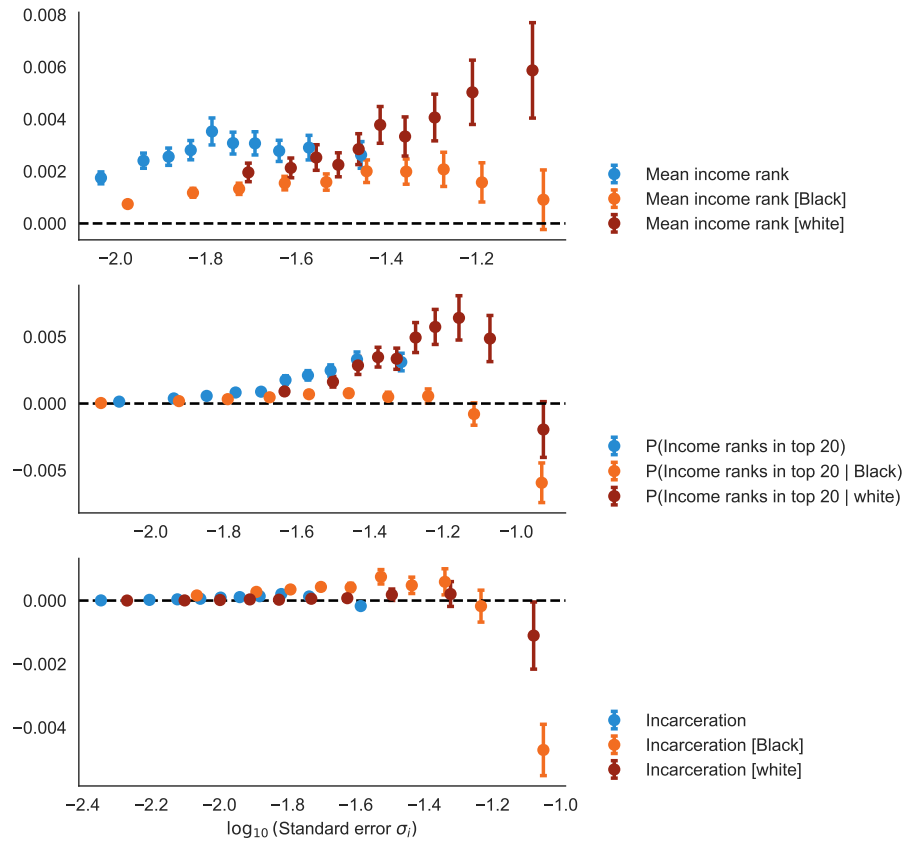 0.008
0.006
0.004
0.002
0.000
−2.0 −1.8 −1.6 −1.4 −1.2
Mean income rank
Mean income rank [Black]
Mean income rank [white]
0.005
0.000
−0.005
−2.0 −1.8 −1.6 −1.4 −1.2 −1.0
P(Income ranks in top 20)
P(Income ranks in top 20 | Black)
P(Income ranks in top 20 | white)
0.000
−0.002
−0.004
−2.4 −2.2 −2.0 −1.8 −1.6 −1.4 −1.2 −1.0
log₁₀ (Standard error σᵢ)
Incarceration
Incarceration [Black]
Incarceration [white]